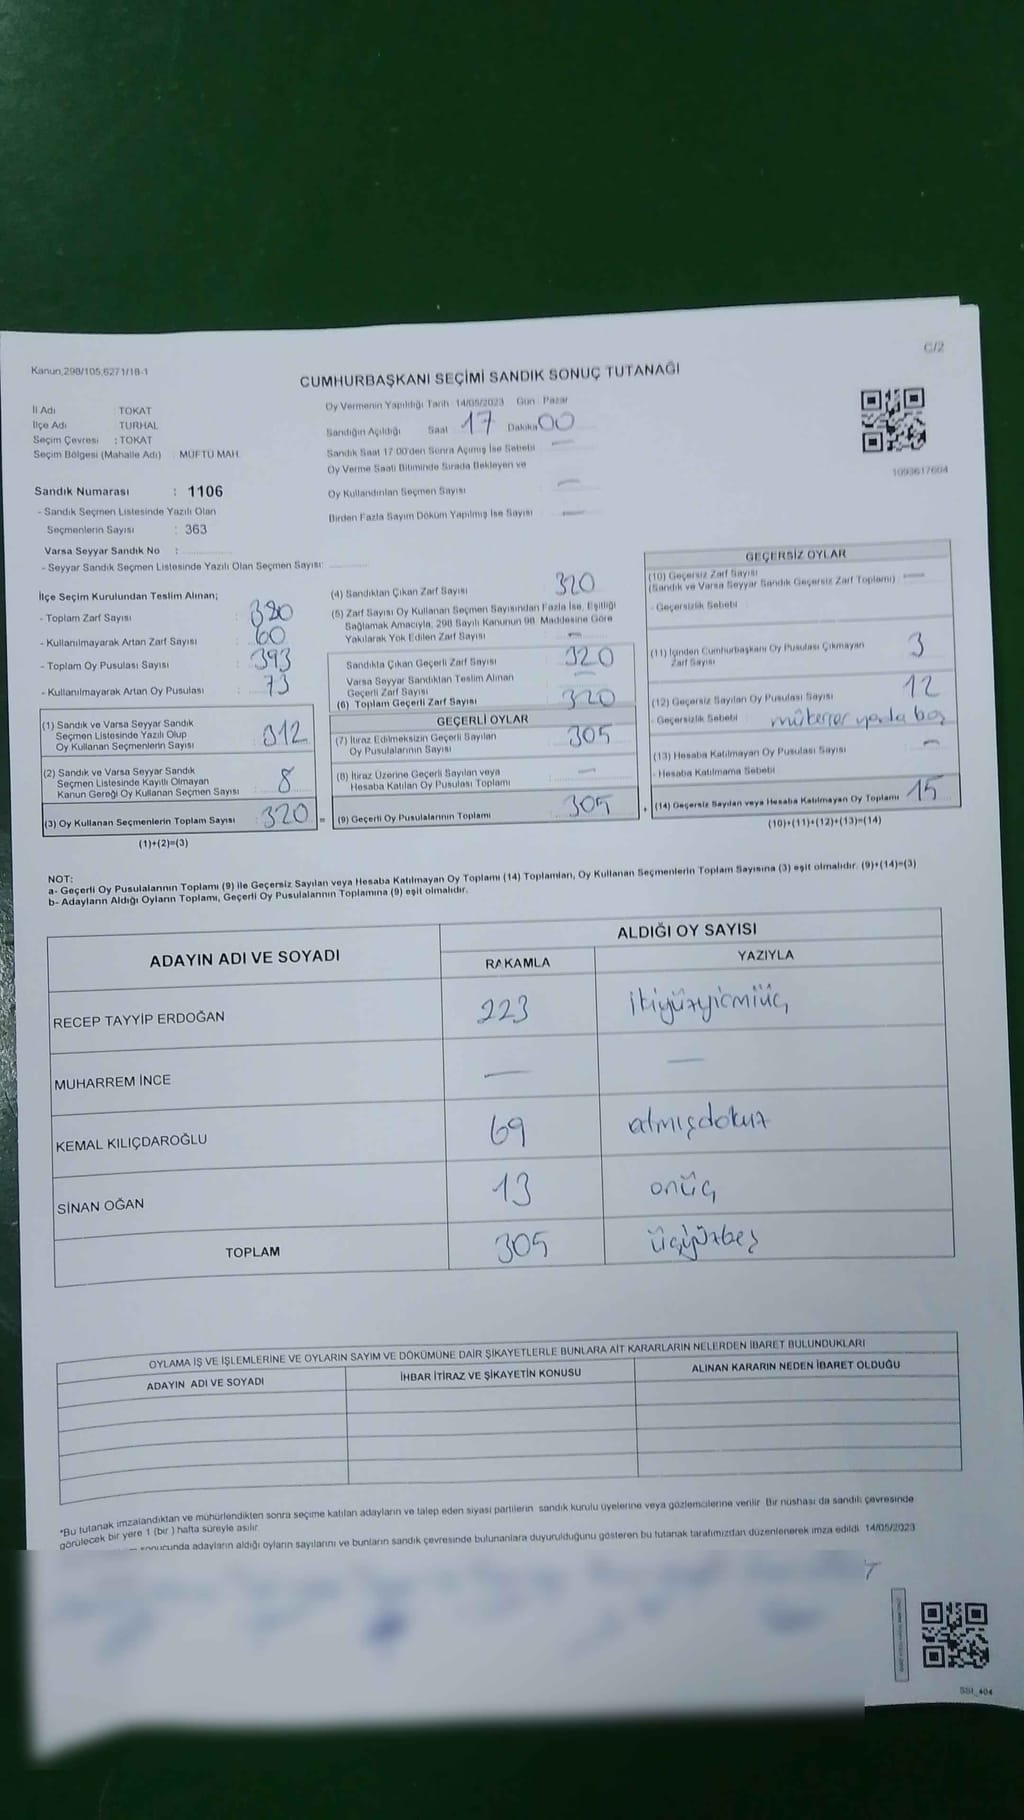 C/2
Kanun,298/105,6271/18-1
CUMHURBAŞKANI SEÇİMİ SANDIK SONUÇ TUTANAĞI
İl Adı : TOKAT
İlçe Adı : TURHAL
Seçim Çevresi : TOKAT
Seçim Bölgesi (Mahalle Adı) : MÜFTÜ MAH.
Oy Vermenin Yapıldığı Tarih 14/05/2023 Gün : Pazar
Sandığın Açıldığı Saat 17 Dakika 00
Sandık Saat 17.00'den Sonra Açılmış İse Sebebi —
Oy Verme Saati Bitiminde Sırada Bekleyen ve
Oy Kullandırılan Seçmen Sayısı —
Birden Fazla Sayım Döküm Yapılmış İse Sayısı —
1093617604
Sandık Numarası : 1106
- Sandık Seçmen Listesinde Yazılı Olan
Seçmenlerin Sayısı : 363
Varsa Seyyar Sandık No :
- Seyyar Sandık Seçmen Listesinde Yazılı Olan Seçmen Sayısı:
İlçe Seçim Kurulundan Teslim Alınan;
- Toplam Zarf Sayısı : 380
- Kullanılmayarak Artan Zarf Sayısı : 60
- Toplam Oy Pusulası Sayısı : 393
- Kullanılmayarak Artan Oy Pusulası : 73
(1) Sandık ve Varsa Seyyar Sandık
Seçmen Listesinde Yazılı Olup
Oy Kullanan Seçmenlerin Sayısı : 312
(2) Sandık ve Varsa Seyyar Sandık
Seçmen Listesinde Kayıtlı Olmayan
Kanun Gereği Oy Kullanan Seçmen Sayısı : 8
(3) Oy Kullanan Seçmenlerin Toplam Sayısı : 320 =
(1)+(2)=(3)
(4) Sandıktan Çıkan Zarf Sayısı 320
(5) Zarf Sayısı Oy Kullanan Seçmen Sayısından Fazla İse, Eşitliği
Sağlamak Amacıyla, 298 Sayılı Kanunun 98. Maddesine Göre
Yakılarak Yok Edilen Zarf Sayısı —
Sandıkta Çıkan Geçerli Zarf Sayısı 320
Varsa Seyyar Sandıktan Teslim Alınan
Geçerli Zarf Sayısı —
(6) Toplam Geçerli Zarf Sayısı 320
GEÇERLİ OYLAR
(7) İtiraz Edilmeksizin Geçerli Sayılan
Oy Pusulalarının Sayısı 305
(8) İtiraz Üzerine Geçerli Sayılan veya
Hesaba Katılan Oy Pusulası Toplamı —
(9) Geçerli Oy Pusulalarının Toplamı 305 +
GEÇERSİZ OYLAR
(10) Geçersiz Zarf Sayısı
(Sandık ve Varsa Seyyar Sandık Geçersiz Zarf Toplamı) —
- Geçersizlik Sebebi
(11) İçinden Cumhurbaşkanı Oy Pusulası Çıkmayan
Zarf Sayısı 3
(12) Geçersiz Sayılan Oy Pusulası Sayısı 12
- Geçersizlik Sebebi mükerrer boş
(13) Hesaba Katılmayan Oy Pusulası Sayısı —
- Hesaba Katılmama Sebebi
(14) Geçersiz Sayılan veya Hesaba Katılmayan Oy Toplamı 15
(10)+(11)+(12)+(13)=(14)
NOT:
a- Geçerli Oy Pusulalarının Toplamı (9) ile Geçersiz Sayılan veya Hesaba Katılmayan Oy Toplamı (14) Toplamları, Oy Kullanan Seçmenlerin Toplam Sayısına (3) eşit olmalıdır. (9)+(14)=(3)
b- Adayların Aldığı Oyların Toplamı, Geçerli Oy Pusulalarının Toplamına (9) eşit olmalıdır.
ADAYIN ADI VE SOYADI ALDIĞI OY SAYISI
RAKAMLA YAZIYLA
RECEP TAYYİP ERDOĞAN 223 ikiyüzyirmiüç
MUHARREM İNCE — —
KEMAL KILIÇDAROĞLU 69 atmışdokuz
SİNAN OĞAN 13 onüç
TOPLAM 305 üçyüzbeş
OYLAMA İŞ VE İŞLEMLERİNE VE OYLARIN SAYIM VE DÖKÜMÜNE DAİR ŞİKAYETLERLE BUNLARA AİT KARARLARIN NELERDEN İBARET BULUNDUKLARI
ADAYIN ADI VE SOYADI İHBAR İTİRAZ VE ŞİKAYETİN KONUSU ALINAN KARARIN NEDEN İBARET OLDUĞU
*Bu tutanak imzalandıktan ve mühürlendikten sonra seçime katılan adayların ve talep eden siyasi partilerin sandık kurulu üyelerine veya gözlemcilerine verilir. Bir nüshası da sandık çevresinde
görülecek bir yere 1 (bir ) hafta süreyle asılır.
sonucunda adayların aldığı oyların sayılarını ve bunların sandık çevresinde bulunanlara duyurulduğunu gösteren bu tutanak tarafımızdan düzenlenerek imza edildi. 14/05/2023
SSI_404